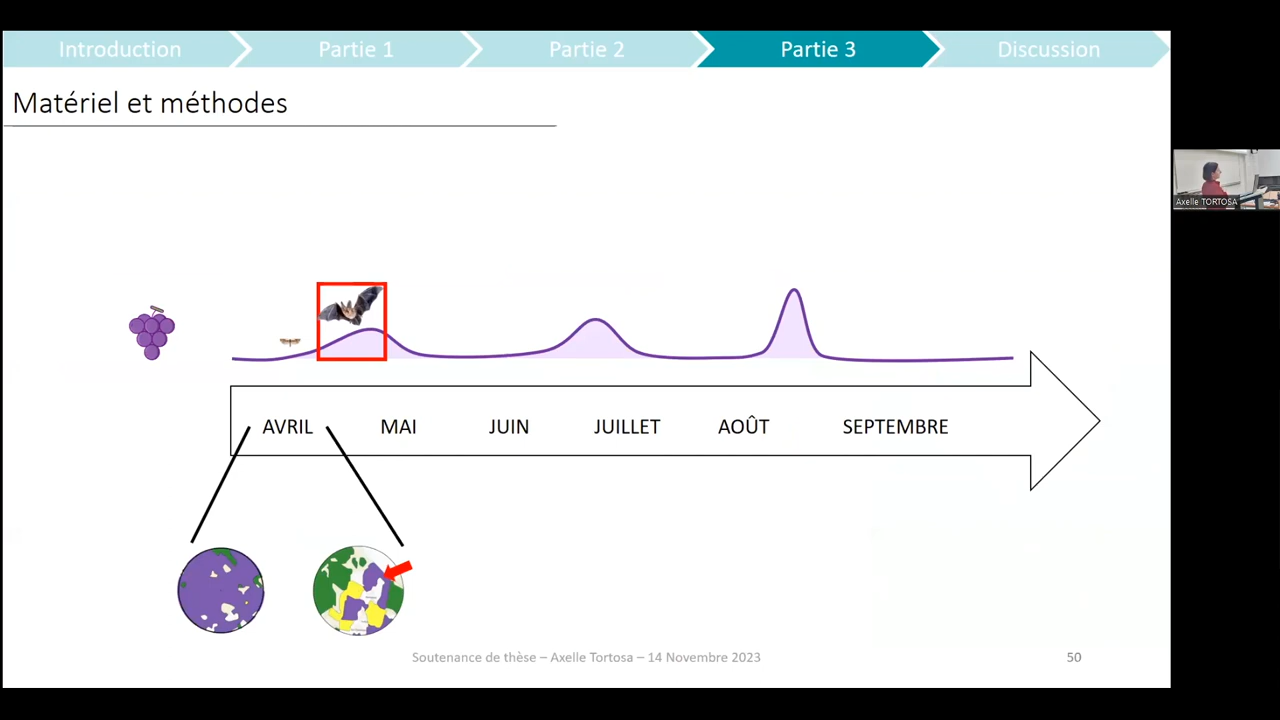 Introduction
Partie 1
Partie 2
Partie 3
Discussion
Matériel et méthodes
Axelle TORTOSA
AVRIL
MAI
JUIN
JUILLET
AOÛT
SEPTEMBRE
Soutenance de thèse – Axelle Tortosa – 14 Novembre 2023
50